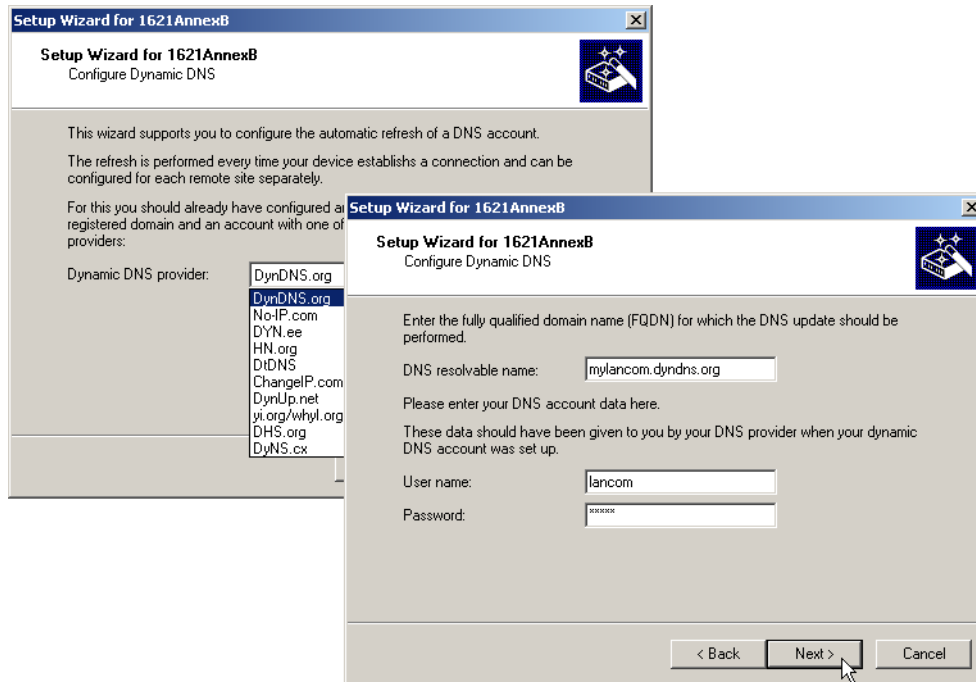 Setup Wizard for 1621AnnexB
Setup Wizard for 1621AnnexB
Configure Dynamic DNS
This wizard supports you to configure the automatic refresh of a DNS account.
The refresh is performed every time your device establishs a connection and can be
configured for each remote site separately.
For this you should already have configured
registered domain and an account with one of
providers:
Dynamic DNS provider:
DynDNS.org
DynDNS.org
No-IP.com
DYN.ee
HN.org
DtDNS
ChangeIP.com
DynUp.net
yi.org/whyI.org
DHS.org
DyNS.cx
Setup Wizard for 1621AnnexB
Setup Wizard for 1621AnnexB
Configure Dynamic DNS
Enter the fully qualified domain name (FQDN) for which the DNS update should be
performed.
DNS resolvable name:
mylancom.dyndns.org
Please enter your DNS account data here.
These data should have been given to you by your DNS provider when your dynamic
DNS account was set up.
User name:
lancom
Password:
xxxxx
< Back
Next >
Cancel